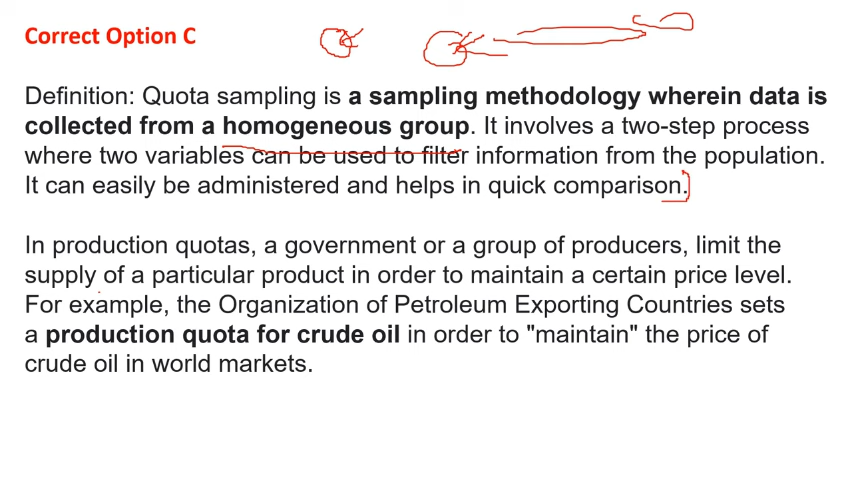 Correct Option C
Definition: Quota sampling is a sampling methodology wherein data is
collected from a homogeneous group. It involves a two-step process
where two variables can be used to filter information from the population.
It can easily be administered and helps in quick comparison.
In production quotas, a government or a group of producers, limit the
supply of a particular product in order to maintain a certain price level.
For example, the Organization of Petroleum Exporting Countries sets
a production quota for crude oil in order to "maintain" the price of
crude oil in world markets.